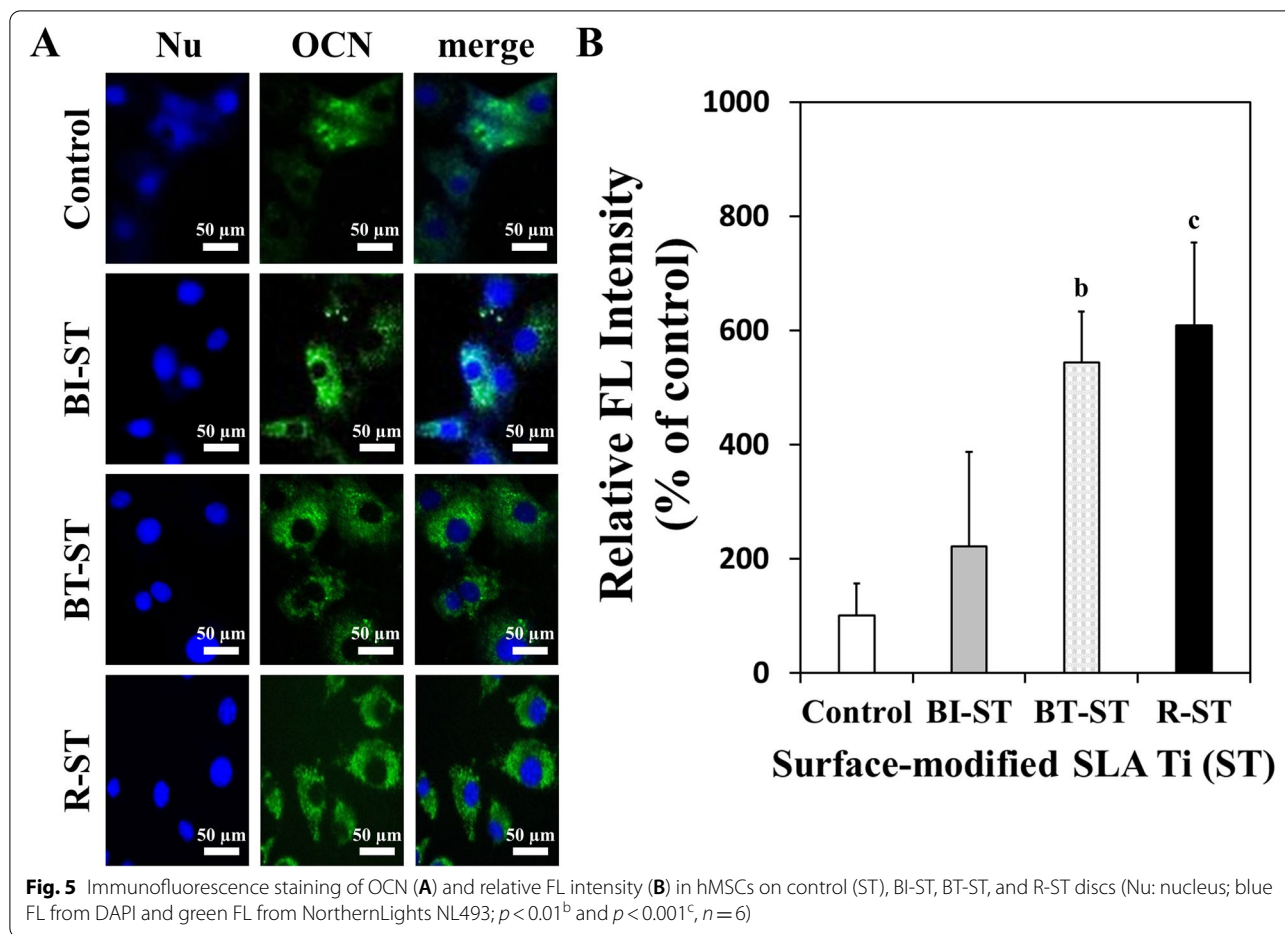 A
Nu OCN merge
B
Control
50 µm 50 µm 50 µm
BI-ST
50 µm 50 µm 50 µm
BT-ST
50 µm 50 µm 50 µm
R-ST
50 µm 50 µm 50 µm
Relative FL Intensity
(% of control)
1000
800
600
400
200
0
b
c
Control BI-ST BT-ST R-ST
Surface-modified SLA Ti (ST)
Fig. 5 Immunofluorescence staining of OCN (A) and relative FL intensity (B) in hMSCs on control (ST), BI-ST, BT-ST, and R-ST discs (Nu: nucleus; blue
FL from DAPI and green FL from NorthernLights NL493; p < 0.01ᵇ and p < 0.001ᶜ, n = 6)